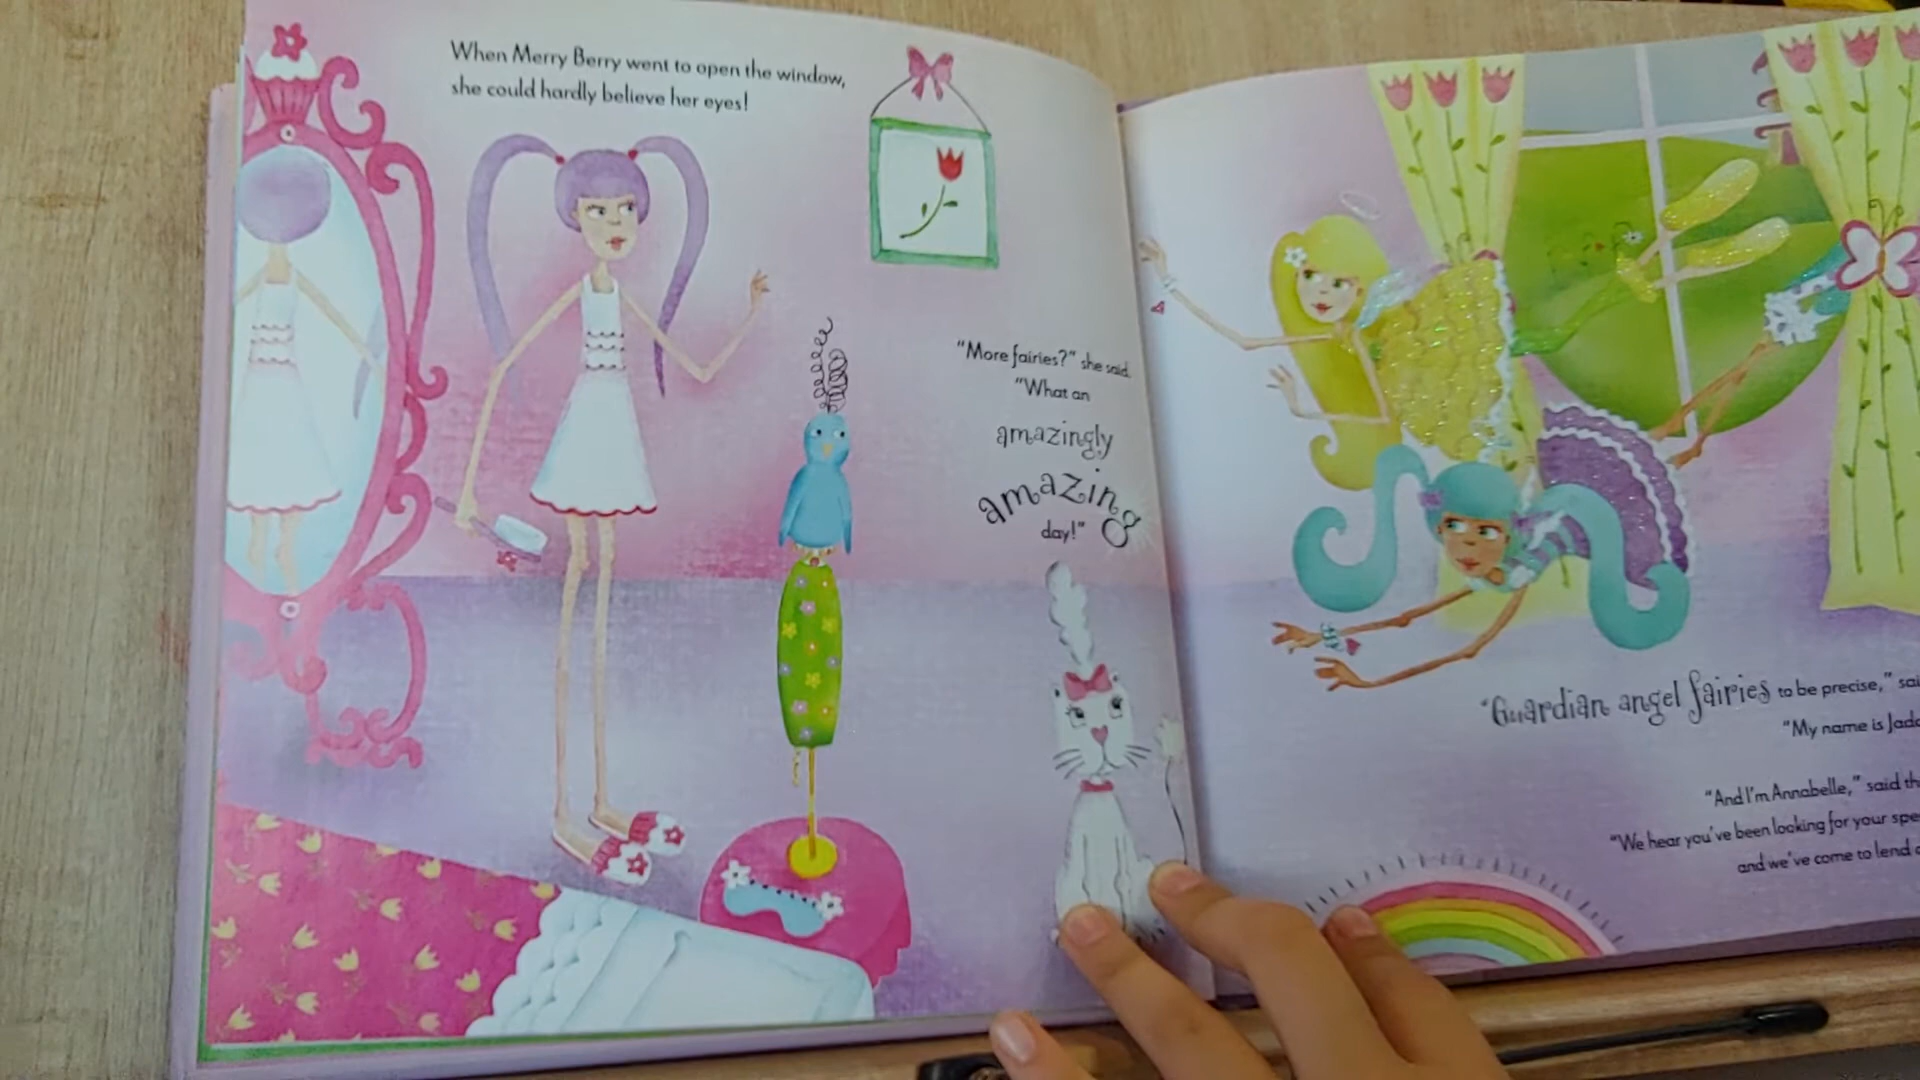 When Merry Berry went to open the window,
she could hardly believe her eyes!
"More fairies?" she said.
"What an
amazingly
amazing
day!"
"Guardian angel fairies to be precise,"
"My name is
"And I'm Annabelle," said
"We hear you've been looking for your
and we've come to lend